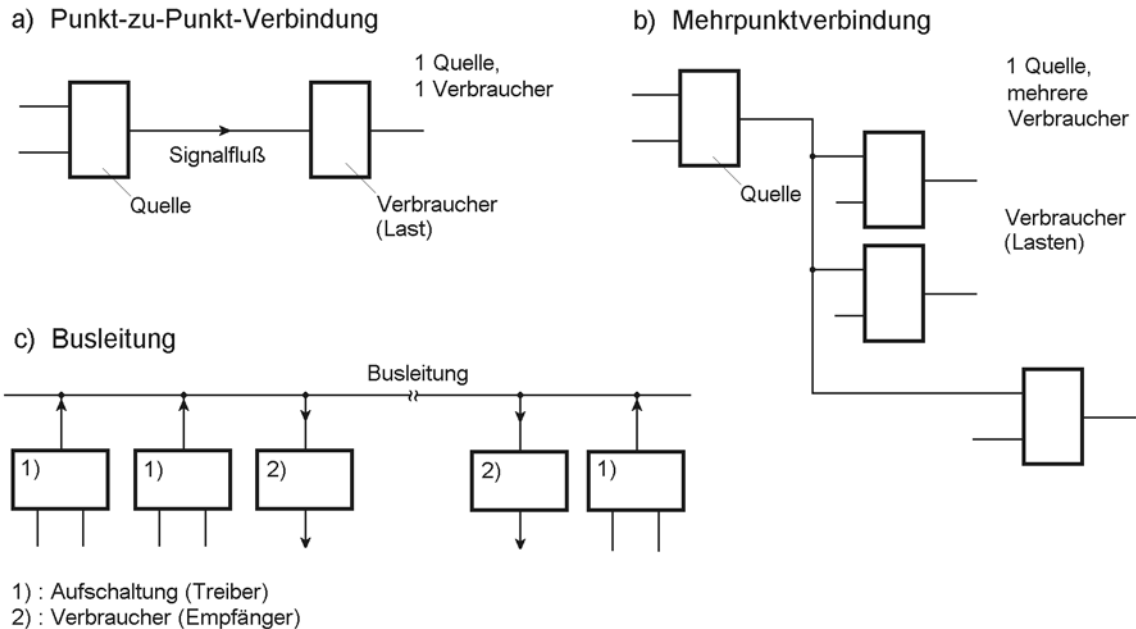 a) Punkt-zu-Punkt-Verbindung
1 Quelle,
1 Verbraucher
Signalfluß
Quelle
Verbraucher
(Last)
b) Mehrpunktverbindung
1 Quelle,
mehrere
Verbraucher
Quelle
Verbraucher
(Lasten)
c) Busleitung
Busleitung
1)
1)
2)
2)
1)
1) : Aufschaltung (Treiber)
2) : Verbraucher (Empfänger)